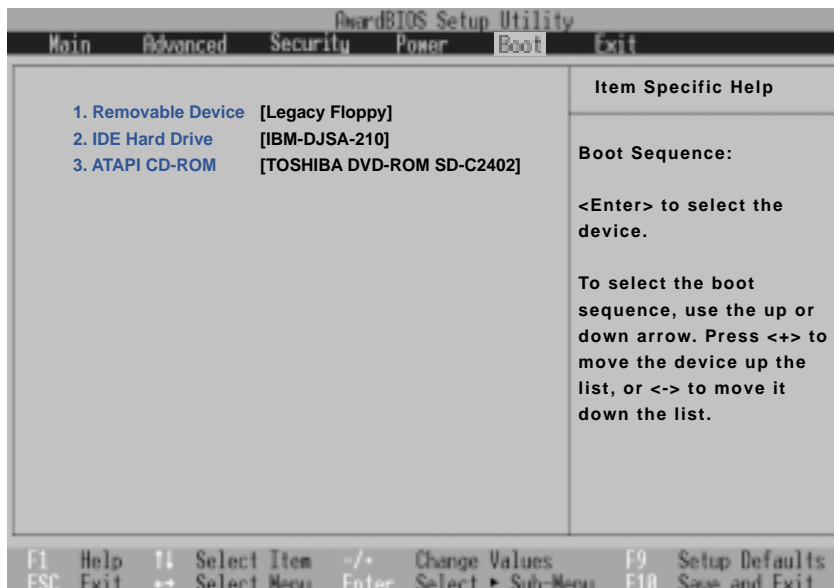 AwardBIOS Setup Utility
Main Advanced Security Power Boot Exit
1. Removable Device [Legacy Floppy]
2. IDE Hard Drive [IBM-DJSA-210]
3. ATAPI CD-ROM [TOSHIBA DVD-ROM SD-C2402]
Item Specific Help
Boot Sequence:
<Enter> to select the
device.
To select the boot
sequence, use the up or
down arrow. Press <+> to
move the device up the
list, or <-> to move it
down the list.
F1 Help ↑↓ Select Item -/+ Change Values F9 Setup Defaults
ESC Exit ←→ Select Menu Enter Select ► Sub-Menu F10 Save and Exit